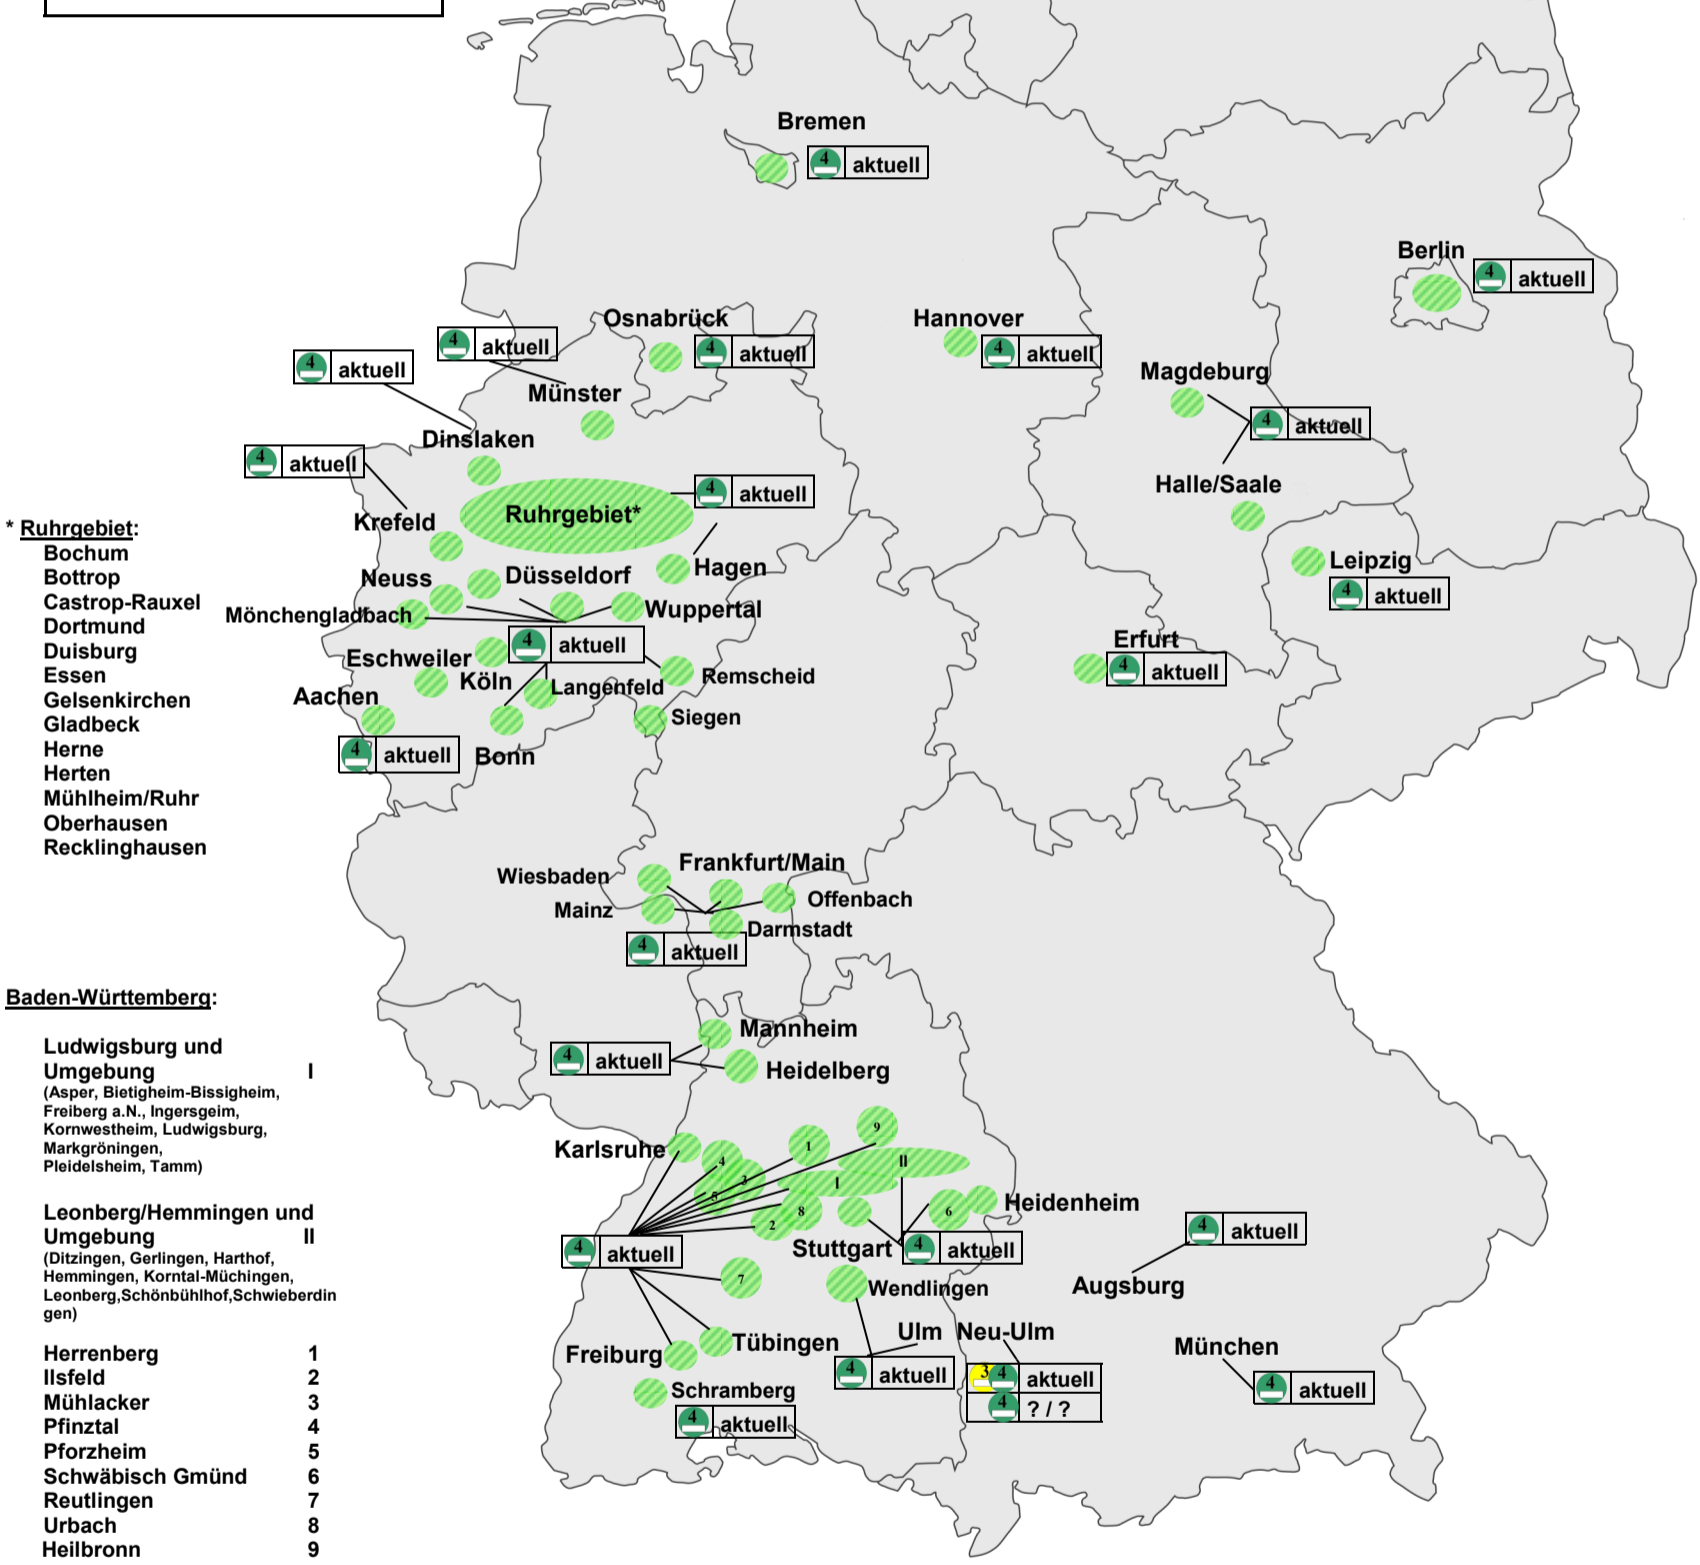 Bremen
4 aktuell
Berlin
4 aktuell
Osnabrück
4 aktuell
Hannover
4 aktuell
4 aktuell
4 aktuell
Münster
Magdeburg
4 aktuell
Dinslaken
4 aktuell
Halle/Saale
4 aktuell
Ruhrgebiet*
Krefeld
Hagen
Leipzig
4 aktuell
Neuss
Düsseldorf
Mönchengladbach
Wuppertal
4 aktuell
Eschweiler
Erfurt
4 aktuell
Köln
Langenfeld
Remscheid
Aachen
Siegen
4 aktuell
Bonn
* Ruhrgebiet:
Bochum
Bottrop
Castrop-Rauxel
Dortmund
Duisburg
Essen
Gelsenkirchen
Gladbeck
Herne
Herten
Mühlheim/Ruhr
Oberhausen
Recklinghausen
Wiesbaden
Frankfurt/Main
Mainz
Offenbach
Darmstadt
4 aktuell
Mannheim
4 aktuell
Heidelberg
Karlsruhe
4
3
5
1
9
II
I
8
2
6
Heidenheim
4 aktuell
Stuttgart
4 aktuell
7
Wendlingen
4 aktuell
Augsburg
Ulm
Neu-Ulm
Freiburg
Tübingen
4 aktuell
3 4 aktuell
4 ? / ?
München
4 aktuell
Schramberg
4 aktuell
Baden-Württemberg:
Ludwigsburg und
Umgebung I
(Asper, Bietigheim-Bissigheim,
Freiberg a.N., Ingersgeim,
Kornwestheim, Ludwigsburg,
Markgröningen,
Pleidelsheim, Tamm)
Leonberg/Hemmingen und
Umgebung II
(Ditzingen, Gerlingen, Harthof,
Hemmingen, Korntal-Müchingen,
Leonberg,Schönbühlhof,Schwieberdin
gen)
Herrenberg 1
Ilsfeld 2
Mühlacker 3
Pfinztal 4
Pforzheim 5
Schwäbisch Gmünd 6
Reutlingen 7
Urbach 8
Heilbronn 9